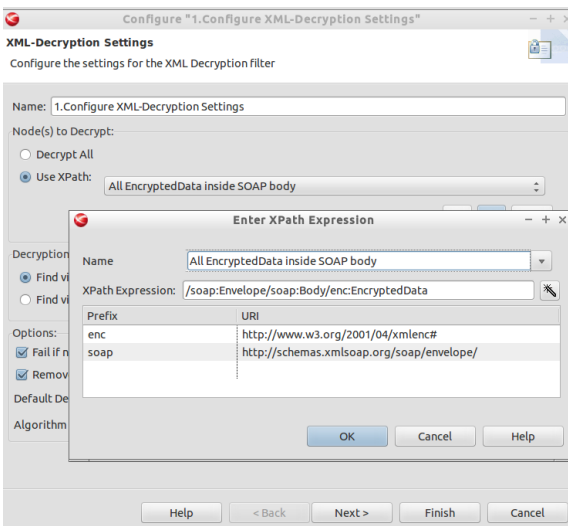 Configure "1.Configure XML-Decryption Settings"
XML-Decryption Settings
Configure the settings for the XML Decryption filter
Name: 1.Configure XML-Decryption Settings
Node(s) to Decrypt:
Decrypt All
Use XPath: All EncryptedData inside SOAP body
Enter XPath Expression
Decryption
Name All EncryptedData inside SOAP body
Find vi
XPath Expression: /soap:Envelope/soap:Body/enc:EncryptedData
Find vi
Prefix URI
enc http://www.w3.org/2001/04/xmlenc#
Options:
soap http://schemas.xmlsoap.org/soap/envelope/
Fail if n
Remov
Default De
Algorithm
OK Cancel Help
Help < Back Next > Finish Cancel